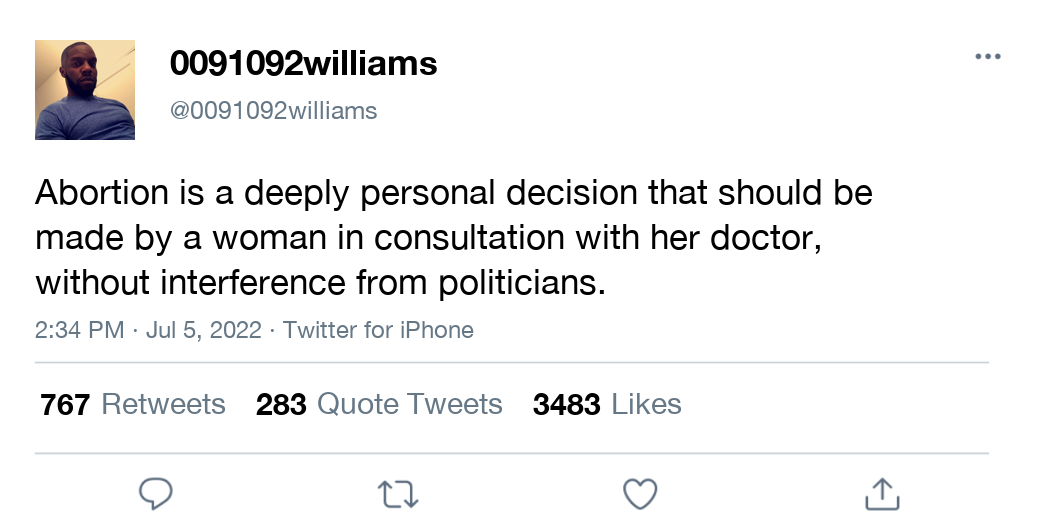 0091092williams
@0091092williams
Abortion is a deeply personal decision that should be
made by a woman in consultation with her doctor,
without interference from politicians.
2:34 PM · Jul 5, 2022 · Twitter for iPhone
767 Retweets 283 Quote Tweets 3483 Likes